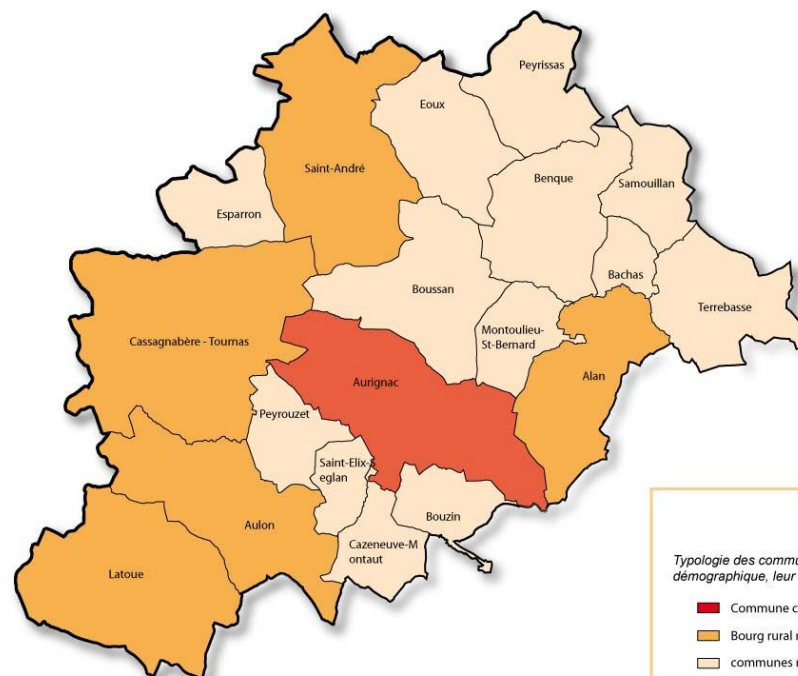 Peyrissas
Eoux
Saint-André
Benque
Samouillan
Esparron
Bachas
Boussan
Terrebasse
Montoulieu-
St-Bernard
Cassagnabère - Tournas
Aurignac
Alan
Peyrouzet
Saint-Elix-S
eglan
Bouzin
Aulon
Cazeneuve-M
ontaut
Latoue
Typologie des commu
démographique, leur
Commune c
Bourg rural r
communes r